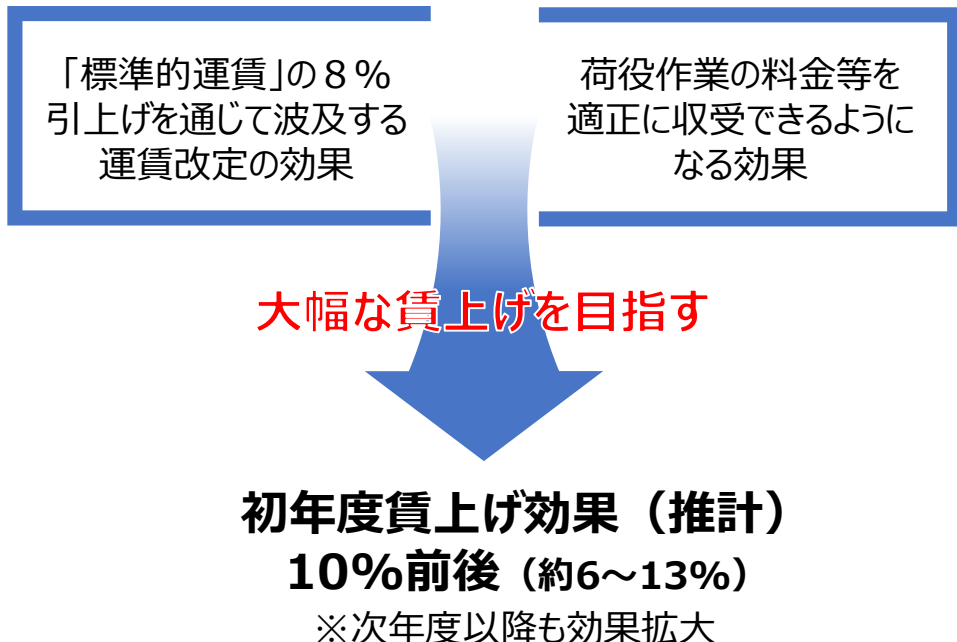 「標準的運賃」の８％
引上げを通じて波及する
運賃改定の効果
荷役作業の料金等を
適正に収受できるように
なる効果
大幅な賃上げを目指す
初年度賃上げ効果（推計）
10%前後（約6～13%）
※次年度以降も効果拡大